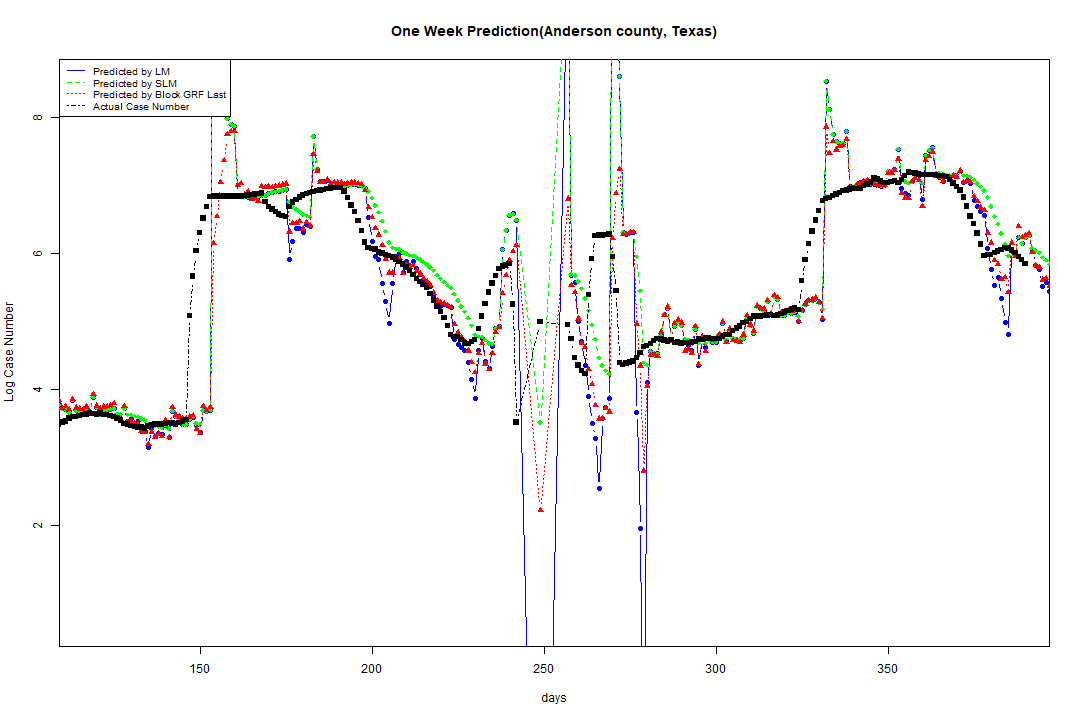 One Week Prediction(Anderson county, Texas)
Predicted by LM
Predicted by SLM
Predicted by Block GRF Last
Actual Case Number
Log Case Number
8
6
4
2
150 200 250 300 350
days